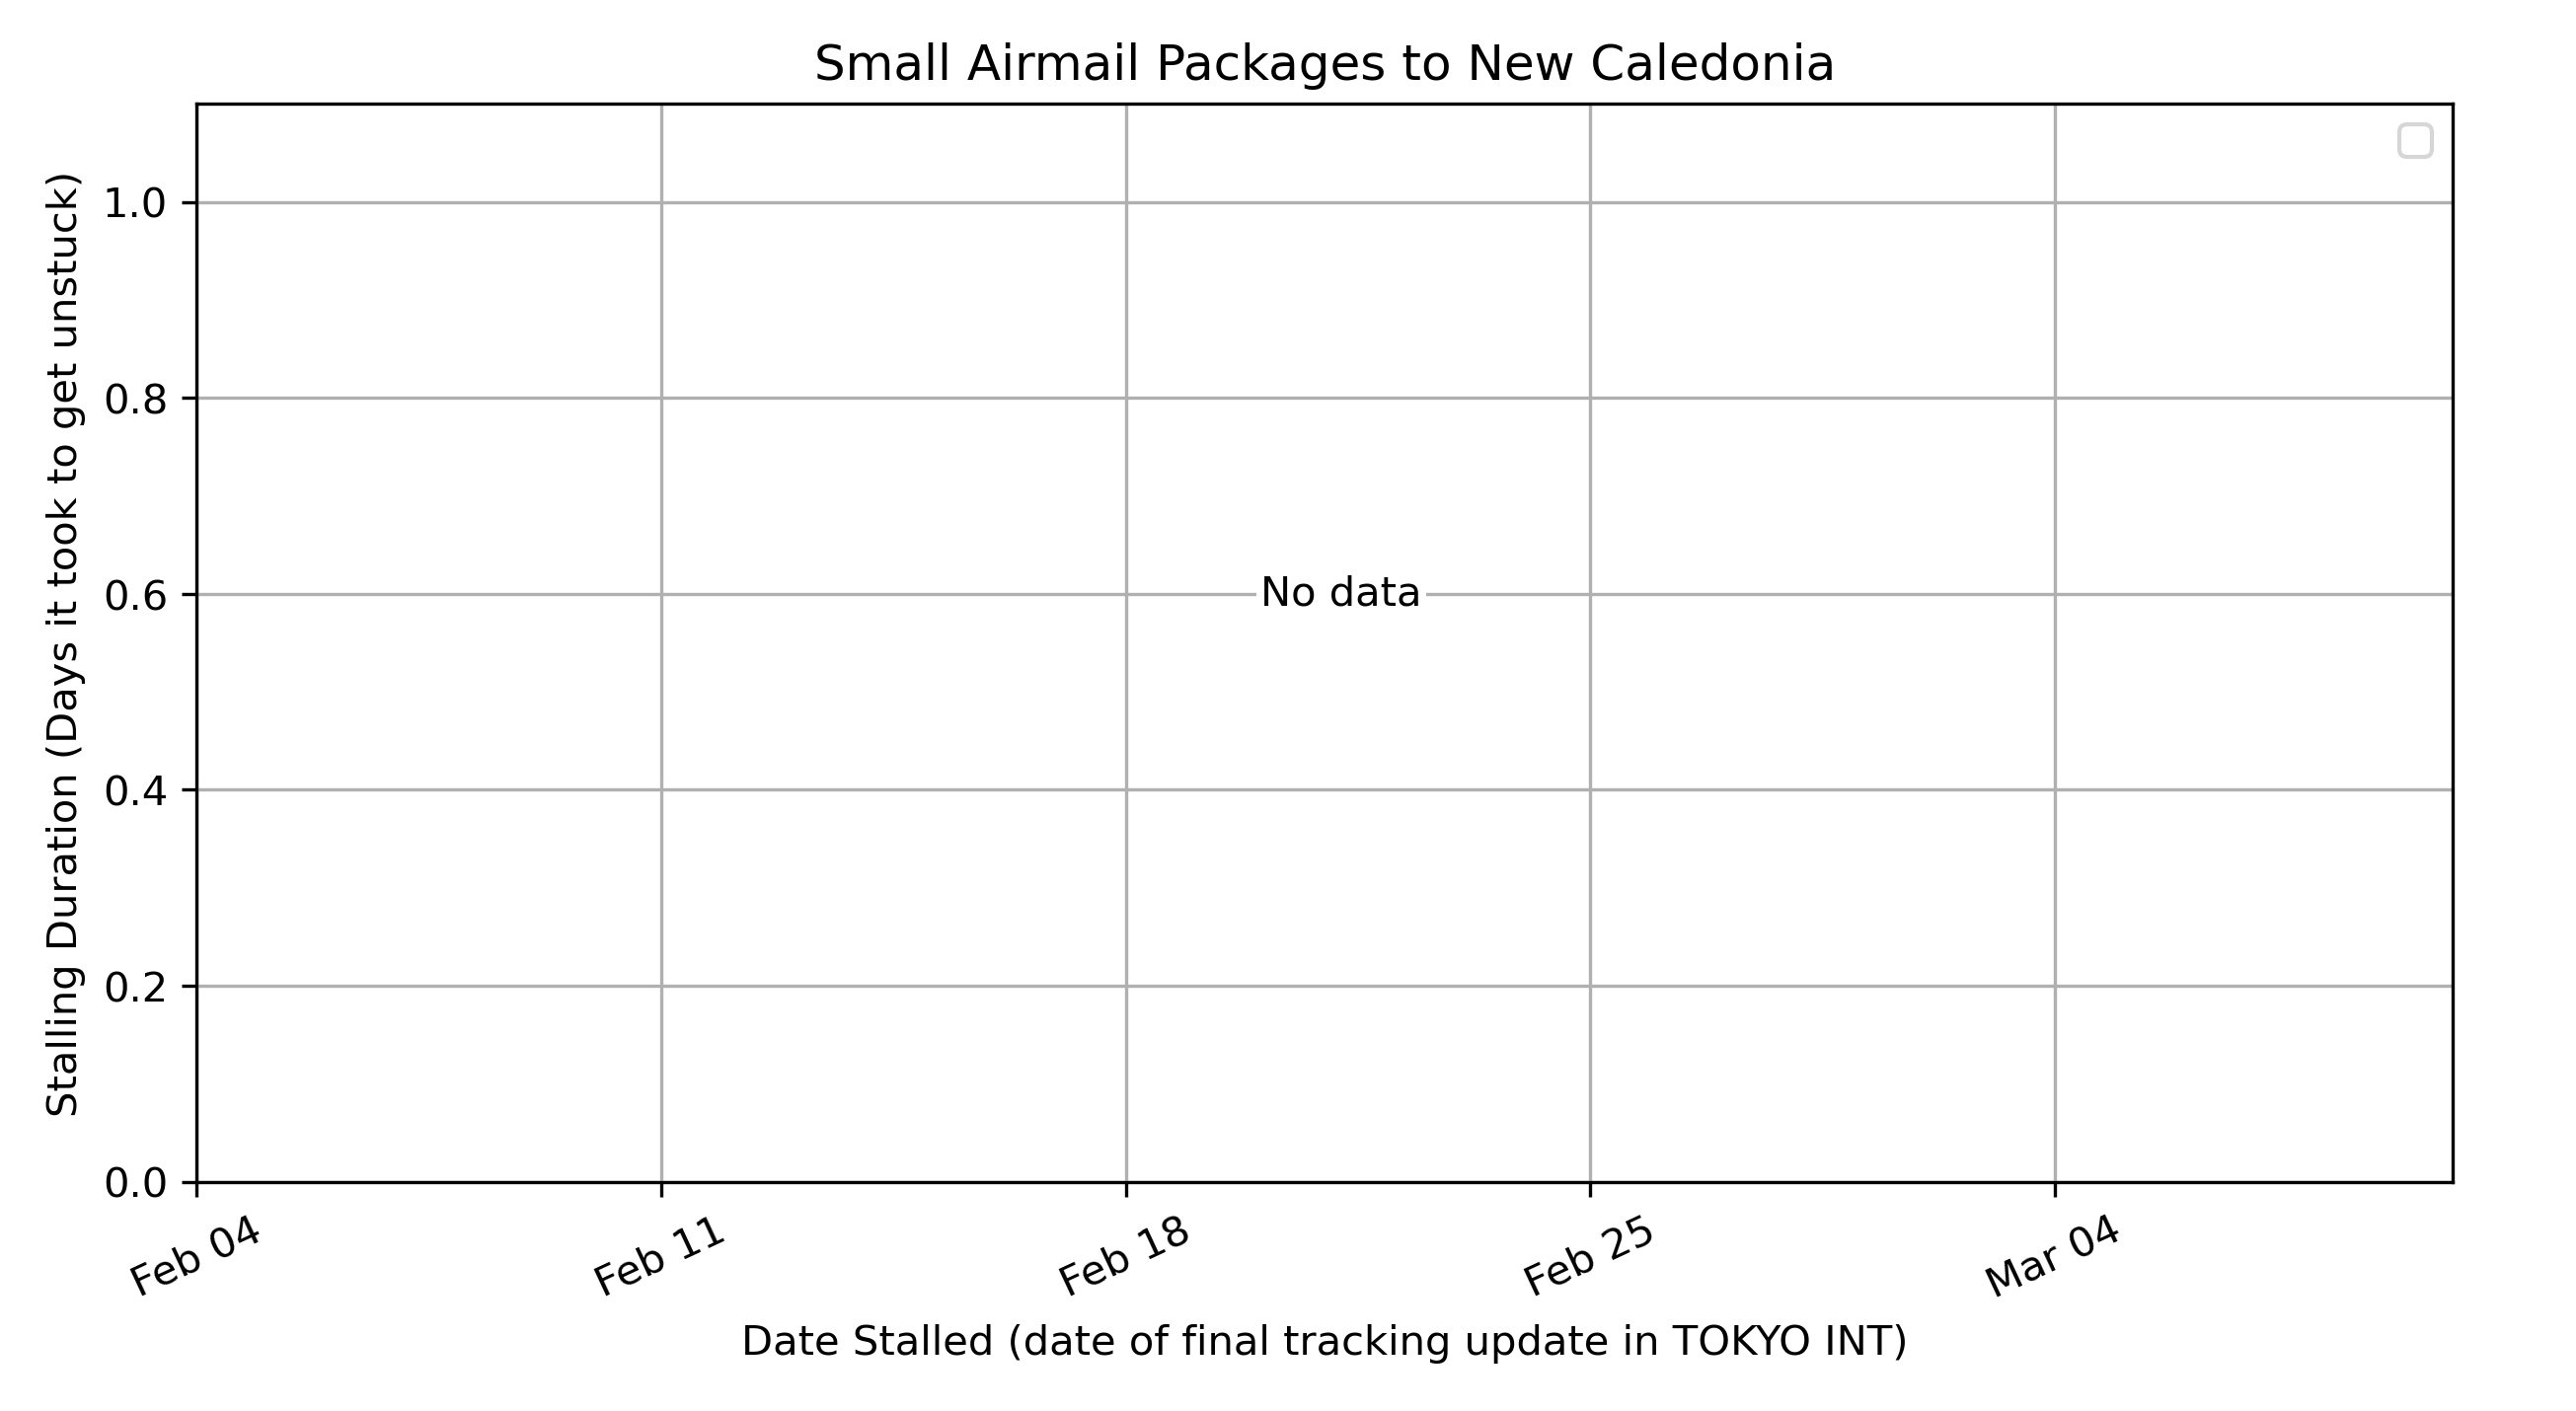 Small Airmail Packages to New Caledonia
Stalling Duration (Days it took to get unstuck)
1.0
0.8
0.6
0.4
0.2
0.0
No data
Feb 04
Feb 11
Feb 18
Feb 25
Mar 04
Date Stalled (date of final tracking update in TOKYO INT)